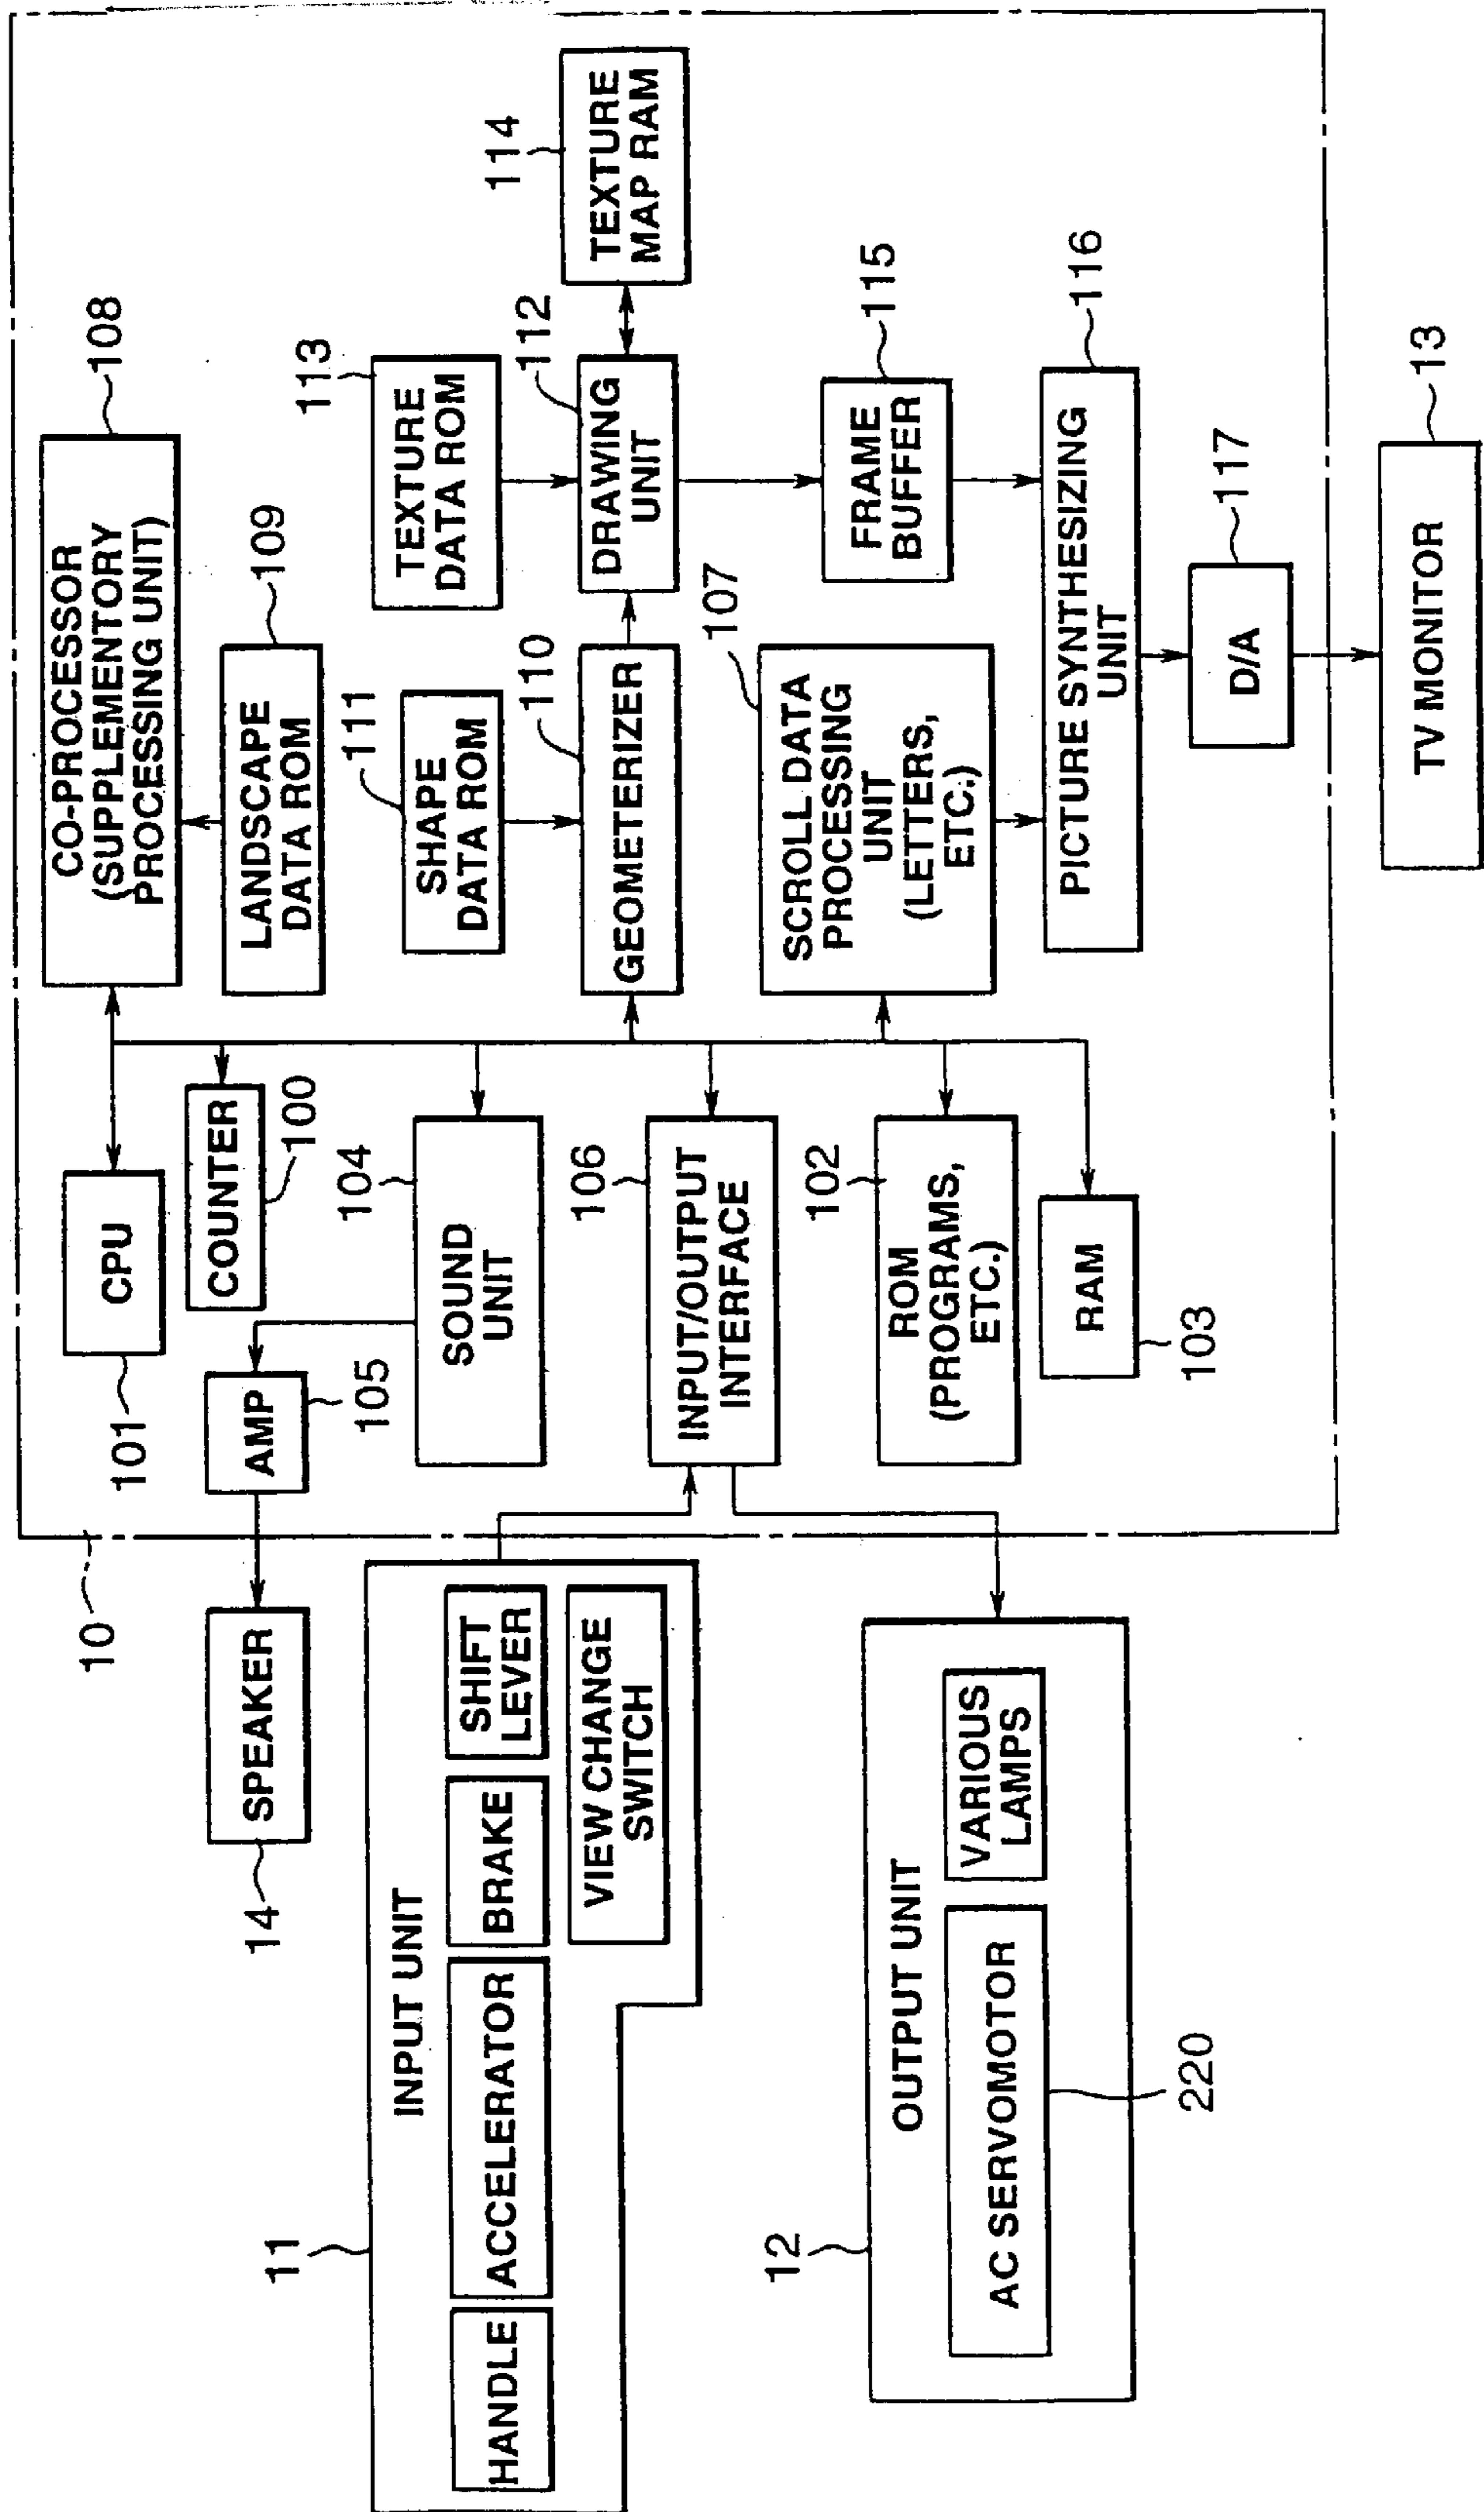 10
14
SPEAKER
11
INPUT UNIT
HANDLE
ACCELERATOR
BRAKE
SHIFT
LEVER
VIEW CHANGE
SWITCH
12
OUTPUT UNIT
AC SERVOMOTOR
VARIOUS
LAMPS
220
101
CPU
COUNTER
100
AMP
105
104
SOUND
UNIT
106
INPUT/OUTPUT
INTERFACE
102
ROM
(PROGRAMS,
ETC.)
RAM
103
CO-PROCESSOR
(SUPPLEMENTORY
PROCESSING UNIT)
108
LANDSCAPE
DATA ROM
109
111
SHAPE
DATA ROM
110
GEOMETERIZER
113
TEXTURE
DATA ROM
112
DRAWING
UNIT
114
TEXTURE
MAP RAM
107
SCROLL DATA
PROCESSING
UNIT
(LETTERS,
ETC.)
FRAME
BUFFER
115
PICTURE SYNTHESIZING
UNIT
116
D/A
117
TV MONITOR
13